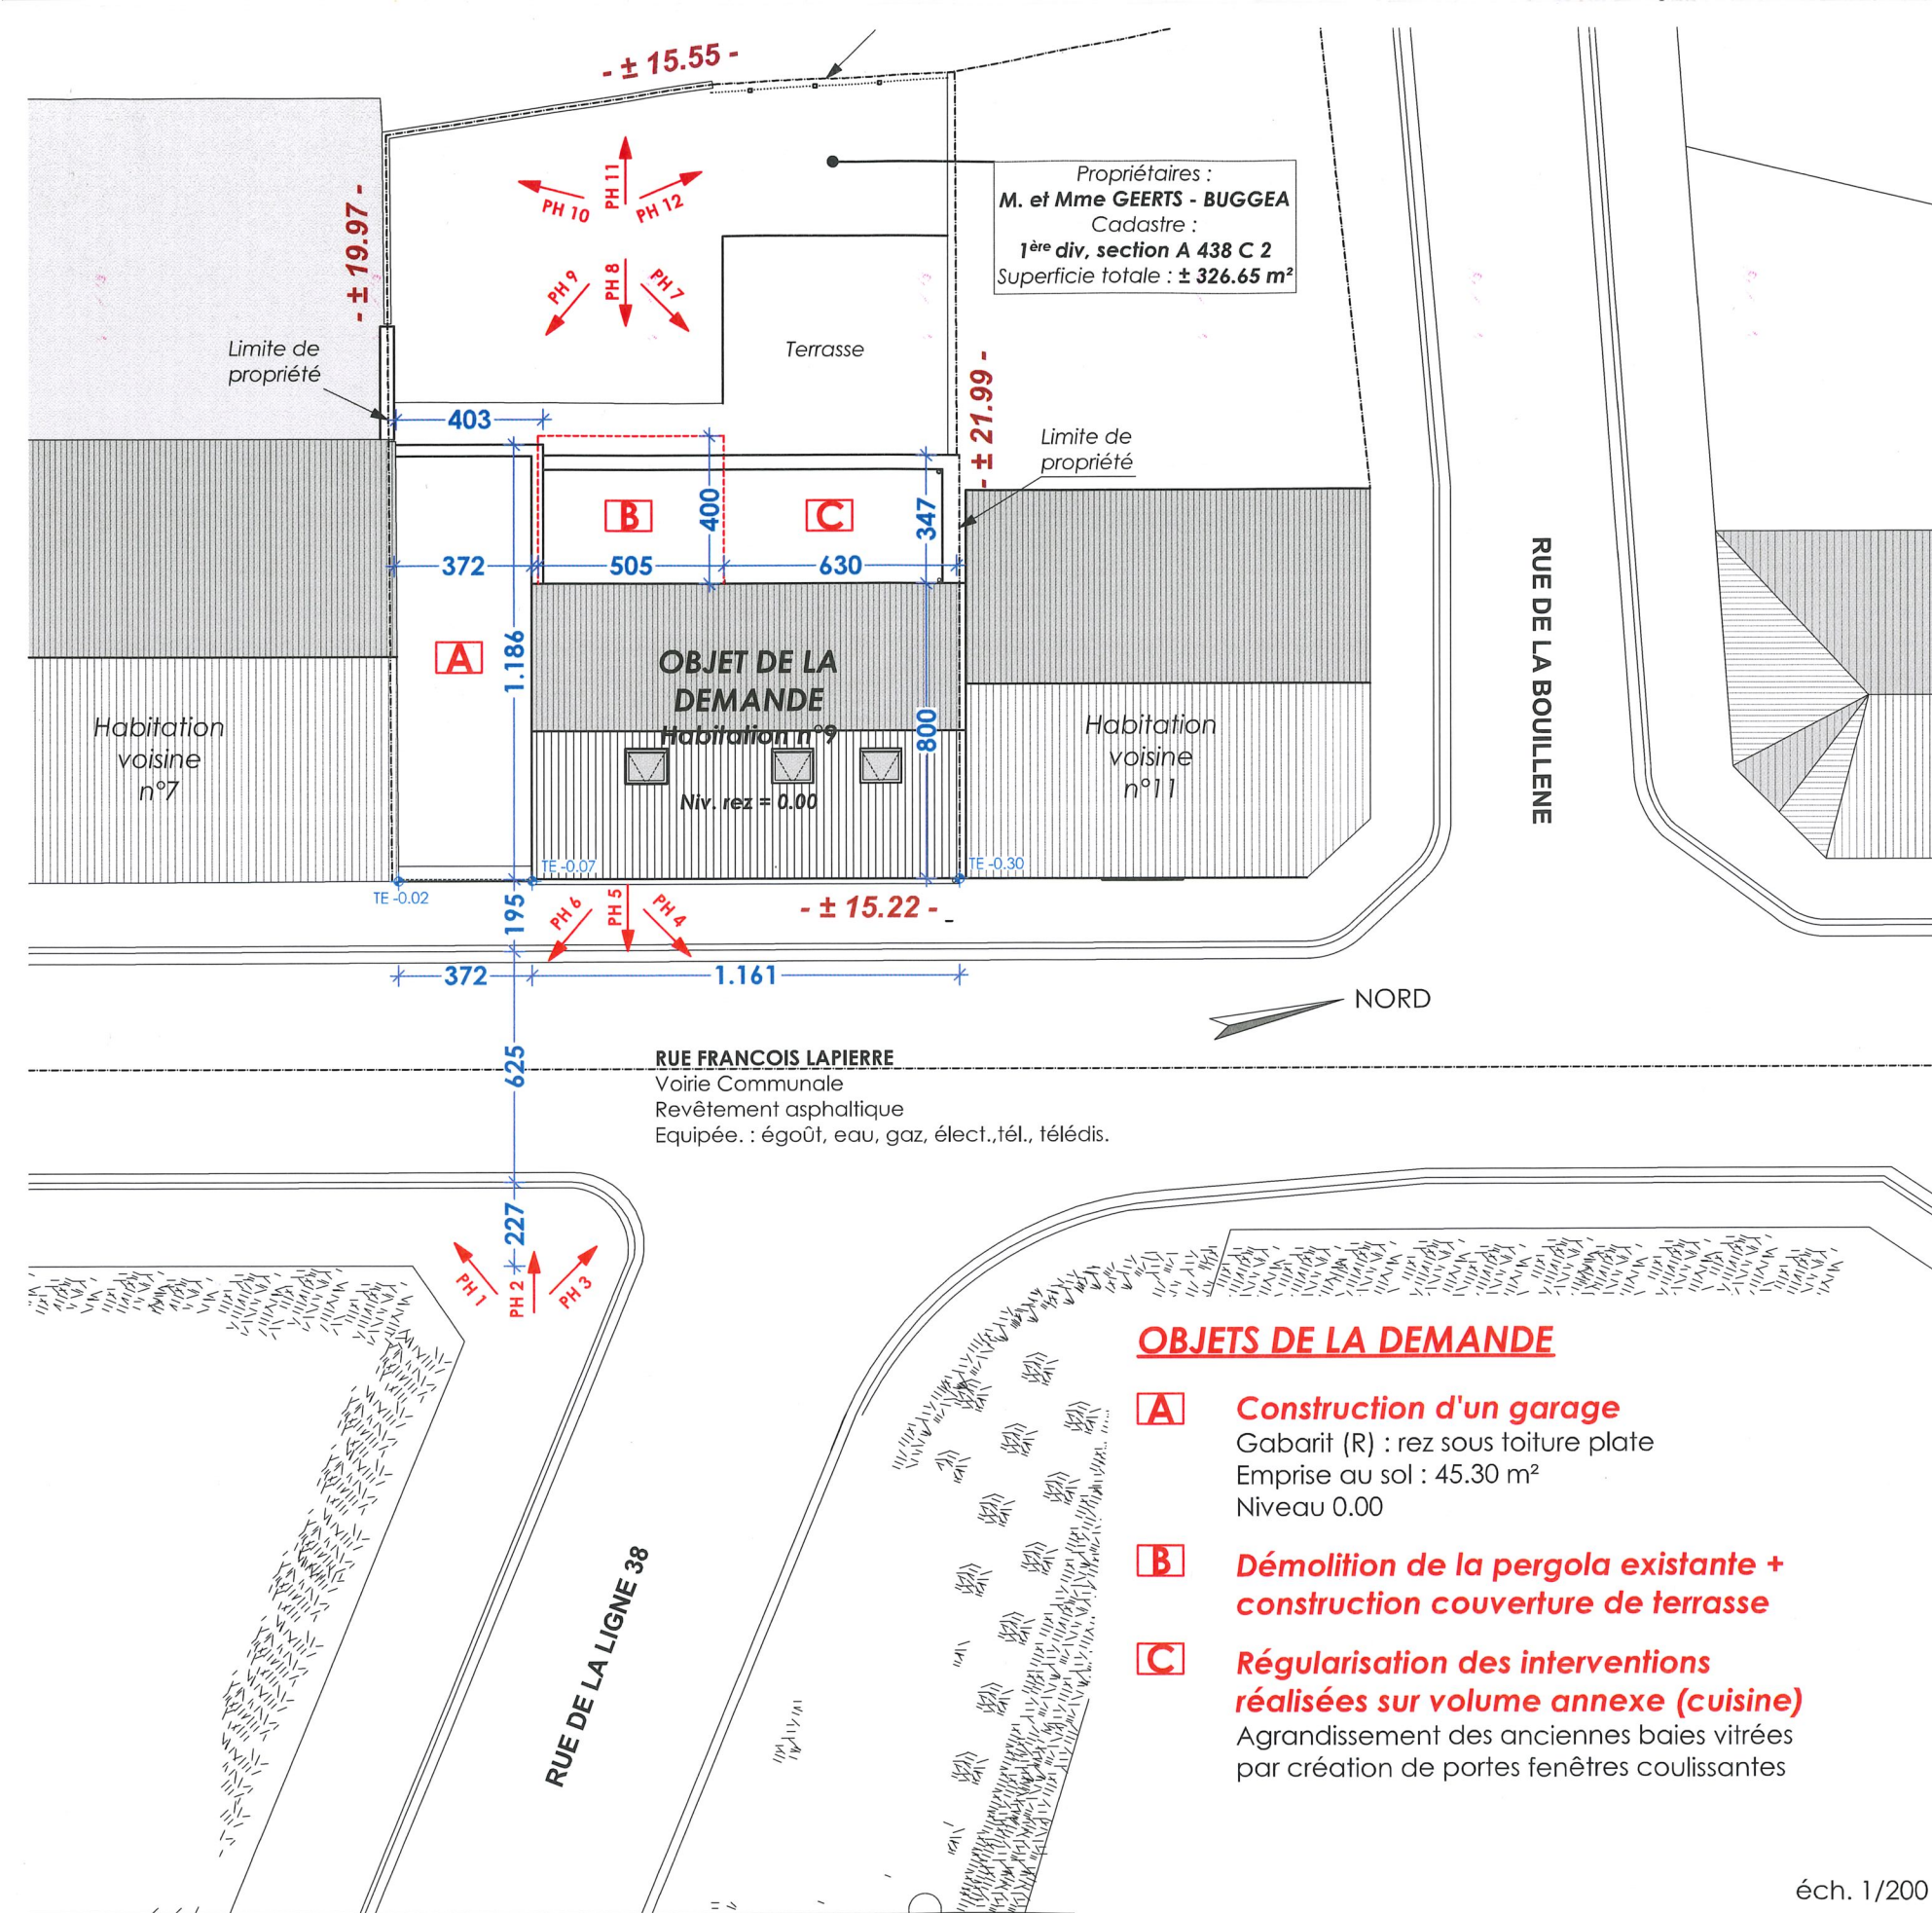 - ± 15.55 -
- ± 19.97 -
PH 10
PH 11
PH 12
PH 9
PH 8
PH 7
Propriétaires :
M. et Mme GEERTS - BUGGEA
Cadastre :
1ère div, section A 438 C 2
Superficie totale : ± 326.65 m²
Limite de
propriété
Terrasse
- ± 21.99 -
403
Limite de
propriété
B
C
400
347
372
505
630
A
1.186
OBJET DE LA
DEMANDE
Habitation n°9
800
Niv. rez = 0.00
Habitation
voisine
n°7
Habitation
voisine
n°11
RUE DE LA BOUILLENE
TE -0.02
TE -0.07
TE -0.30
195
PH 6
PH 5
PH 4
- ± 15.22 -
372
1.161
NORD
625
RUE FRANCOIS LAPIERRE
Voirie Communale
Revêtement asphaltique
Equipée. : égoût, eau, gaz, élect.,tél., télédis.
227
PH 1
PH 2
PH 3
RUE DE LA LIGNE 38
OBJETS DE LA DEMANDE
A
Construction d'un garage
Gabarit (R) : rez sous toiture plate
Emprise au sol : 45.30 m²
Niveau 0.00
B
Démolition de la pergola existante +
construction couverture de terrasse
C
Régularisation des interventions
réalisées sur volume annexe (cuisine)
Agrandissement des anciennes baies vitrées
par création de portes fenêtres coulissantes
éch. 1/200